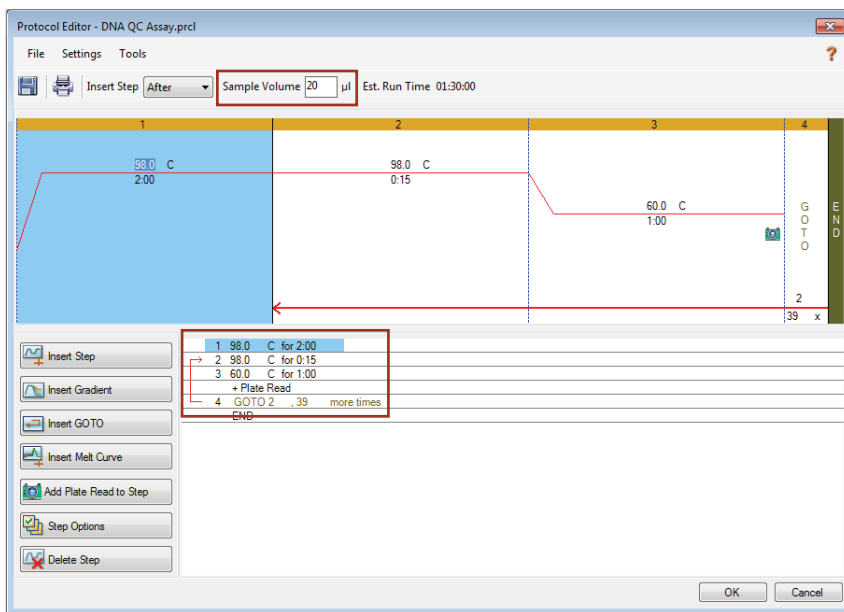 Protocol Editor - DNA QC Assay.prcl
File Settings Tools
?
Insert Step After Sample Volume 20 µl Est. Run Time 01:30:00
1 2 3 4
98.0 C
2:00
98.0 C
0:15
60.0 C
1:00
GOTO
END
2
39 x
Insert Step
Insert Gradient
Insert GOTO
Insert Melt Curve
Add Plate Read to Step
Step Options
Delete Step
1 98.0 C for 2:00
2 98.0 C for 0:15
3 60.0 C for 1:00
+ Plate Read
4 GOTO 2 , 39 more times
END
OK Cancel